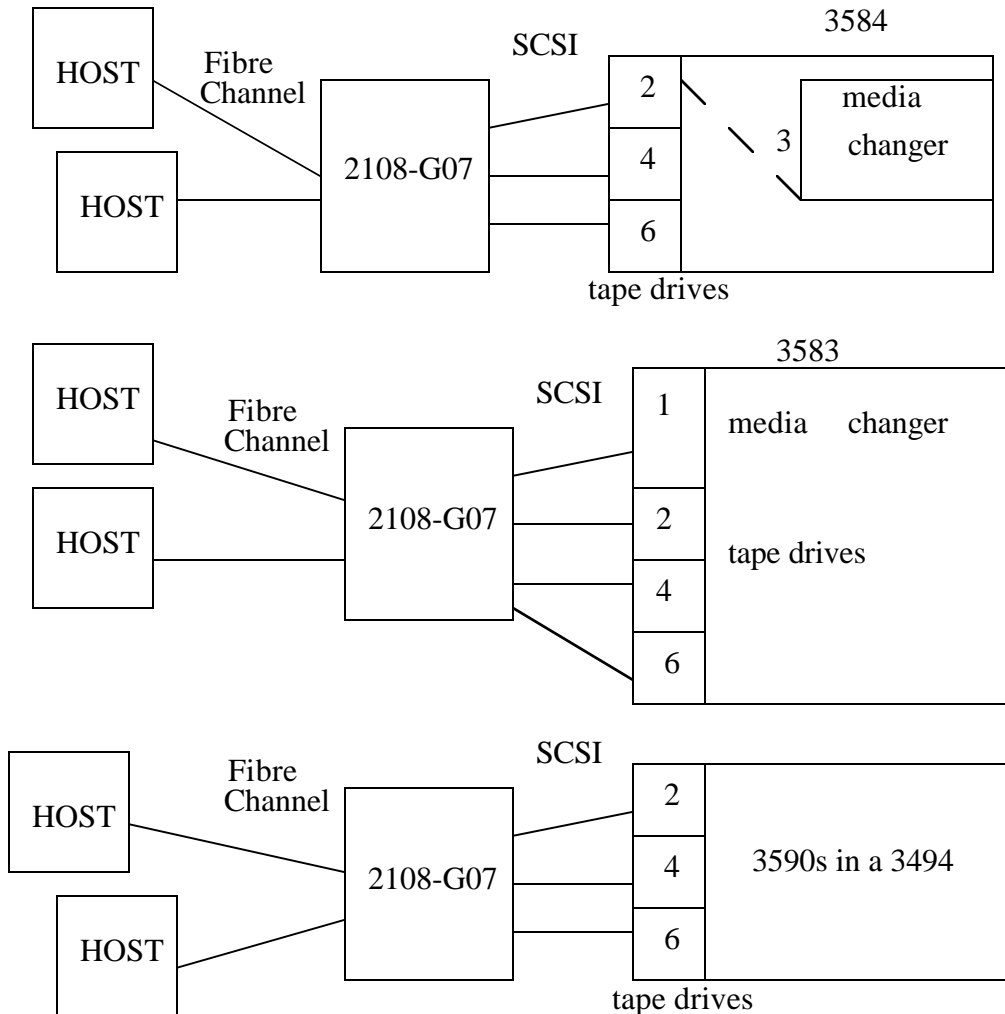 3584
SCSI
HOST
Fibre
Channel
2
media
3
changer
2108-G07
4
HOST
6
tape drives
3583
HOST
SCSI
1
Fibre
Channel
media changer
2108-G07
2
HOST
tape drives
4
6
SCSI
Fibre
Channel
2
HOST
2108-G07
4
3590s in a 3494
HOST
6
tape drives